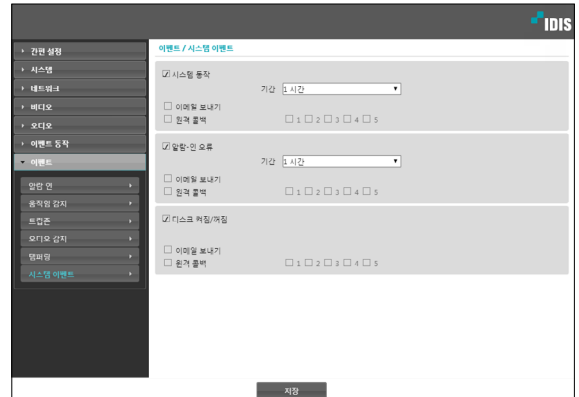 IDIS
간편 설정
시스템
네트워크
비디오
오디오
이벤트 동작
이벤트
알람 인
움직임 감지
트립존
오디오 감지
탬퍼링
시스템 이벤트
이벤트 / 시스템 이벤트
시스템 동작
기간 1 시간
이메일 보내기
원격 콜백 1 2 3 4 5
알람-인 오류
기간 1 시간
이메일 보내기
원격 콜백 1 2 3 4 5
디스크 켜짐/꺼짐
이메일 보내기
원격 콜백 1 2 3 4 5
저장